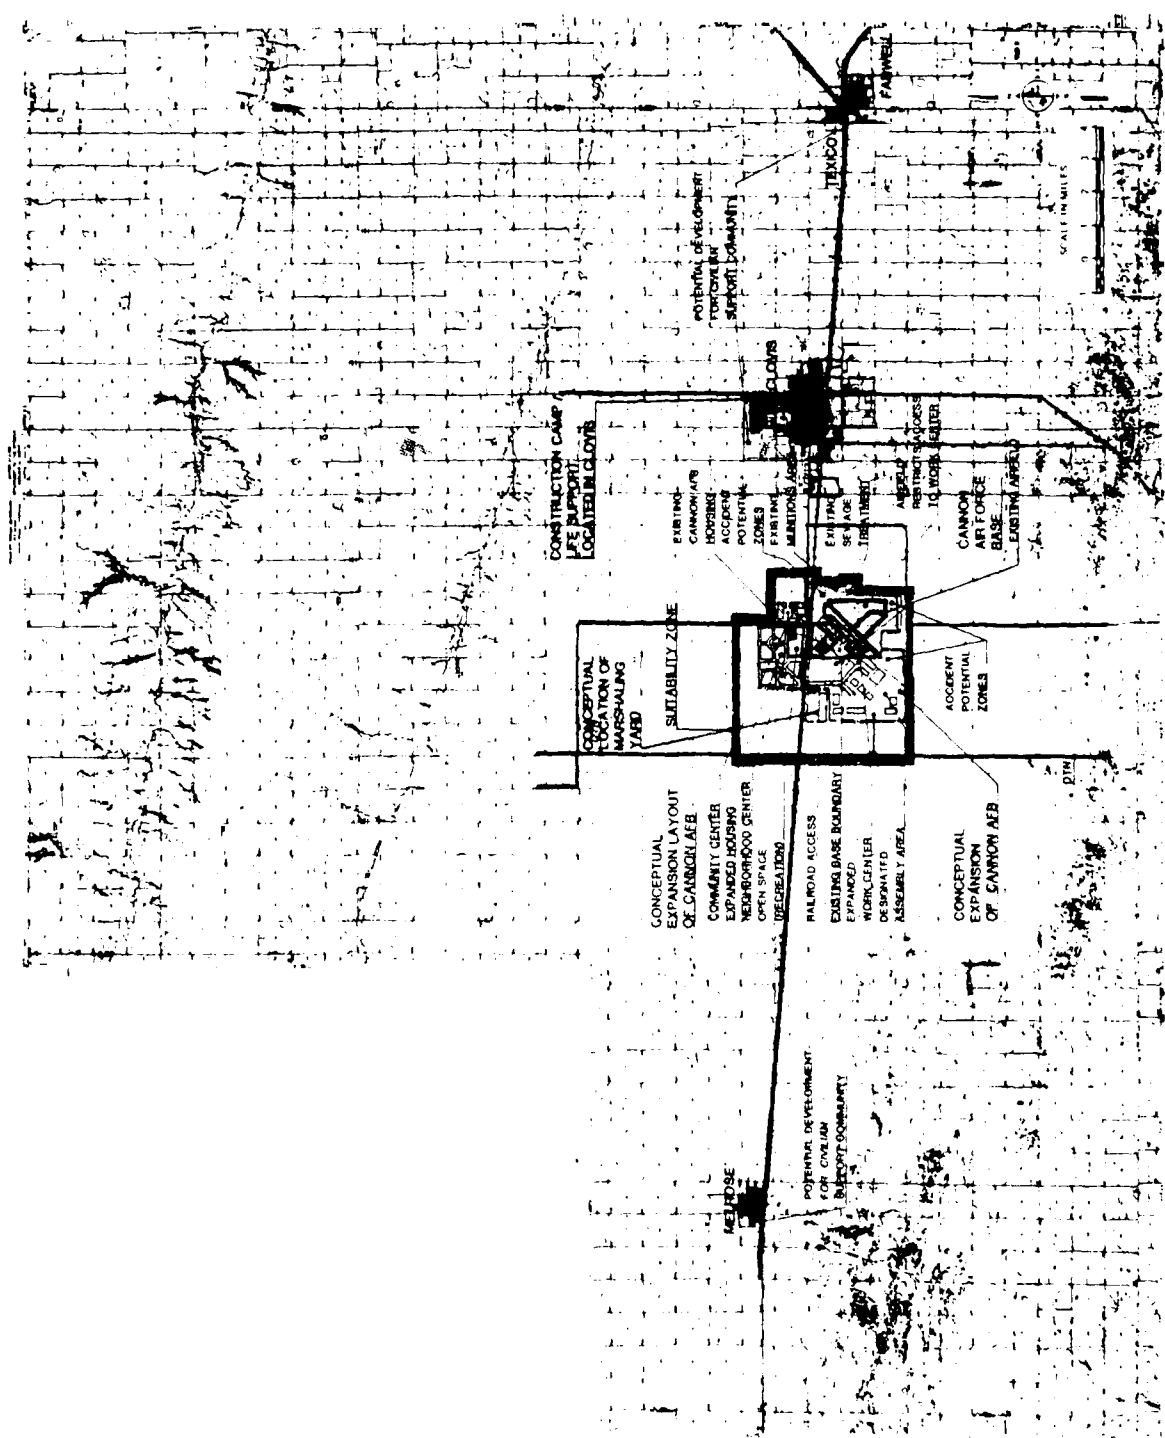 CONCEPTUAL
EXPANSION LAYOUT
OF CANNON AFB
COMMUNITY CENTER
EXPANDED HOUSING
NEIGHBORHOOD CENTER
OPEN SPACE
(RECREATION)
RAILROAD ACCESS
EXISTING BASE BOUNDARY
EXPANDED
WORK CENTER
DESIGNATED
ASSEMBLY AREA
CONCEPTUAL
EXPANSION
OF CANNON AFB
MELROSE
POTENTIAL DEVELOPMENT
FOR CIVILIAN
SUPPORT COMMUNITY
CONCEPTUAL
LOCATION OF
MARSHALING
YARD
SUITABILITY ZONE
ACCIDENT
POTENTIAL
ZONES
DTN
CONSTRUCTION CAMP /
LIFE SUPPORT
LOCATED IN CLOVIS
EXISTING
CANNON AFB
HOUSING
ACCIDENT
POTENTIAL
ZONES
EXISTING
MUNITIONS AREA
EXISTING
SEWAGE
TREATMENT
AIRFIELD
RESTRICTS ACCESS
TO WORK CENTER
CANNON
AIR FORCE
BASE
EXISTING AIRFIELD
CLOVIS
POTENTIAL DEVELOPMENT
FOR CIVILIAN
SUPPORT COMMUNITY
TEXICO
FARWELL
SCALE IN MILES